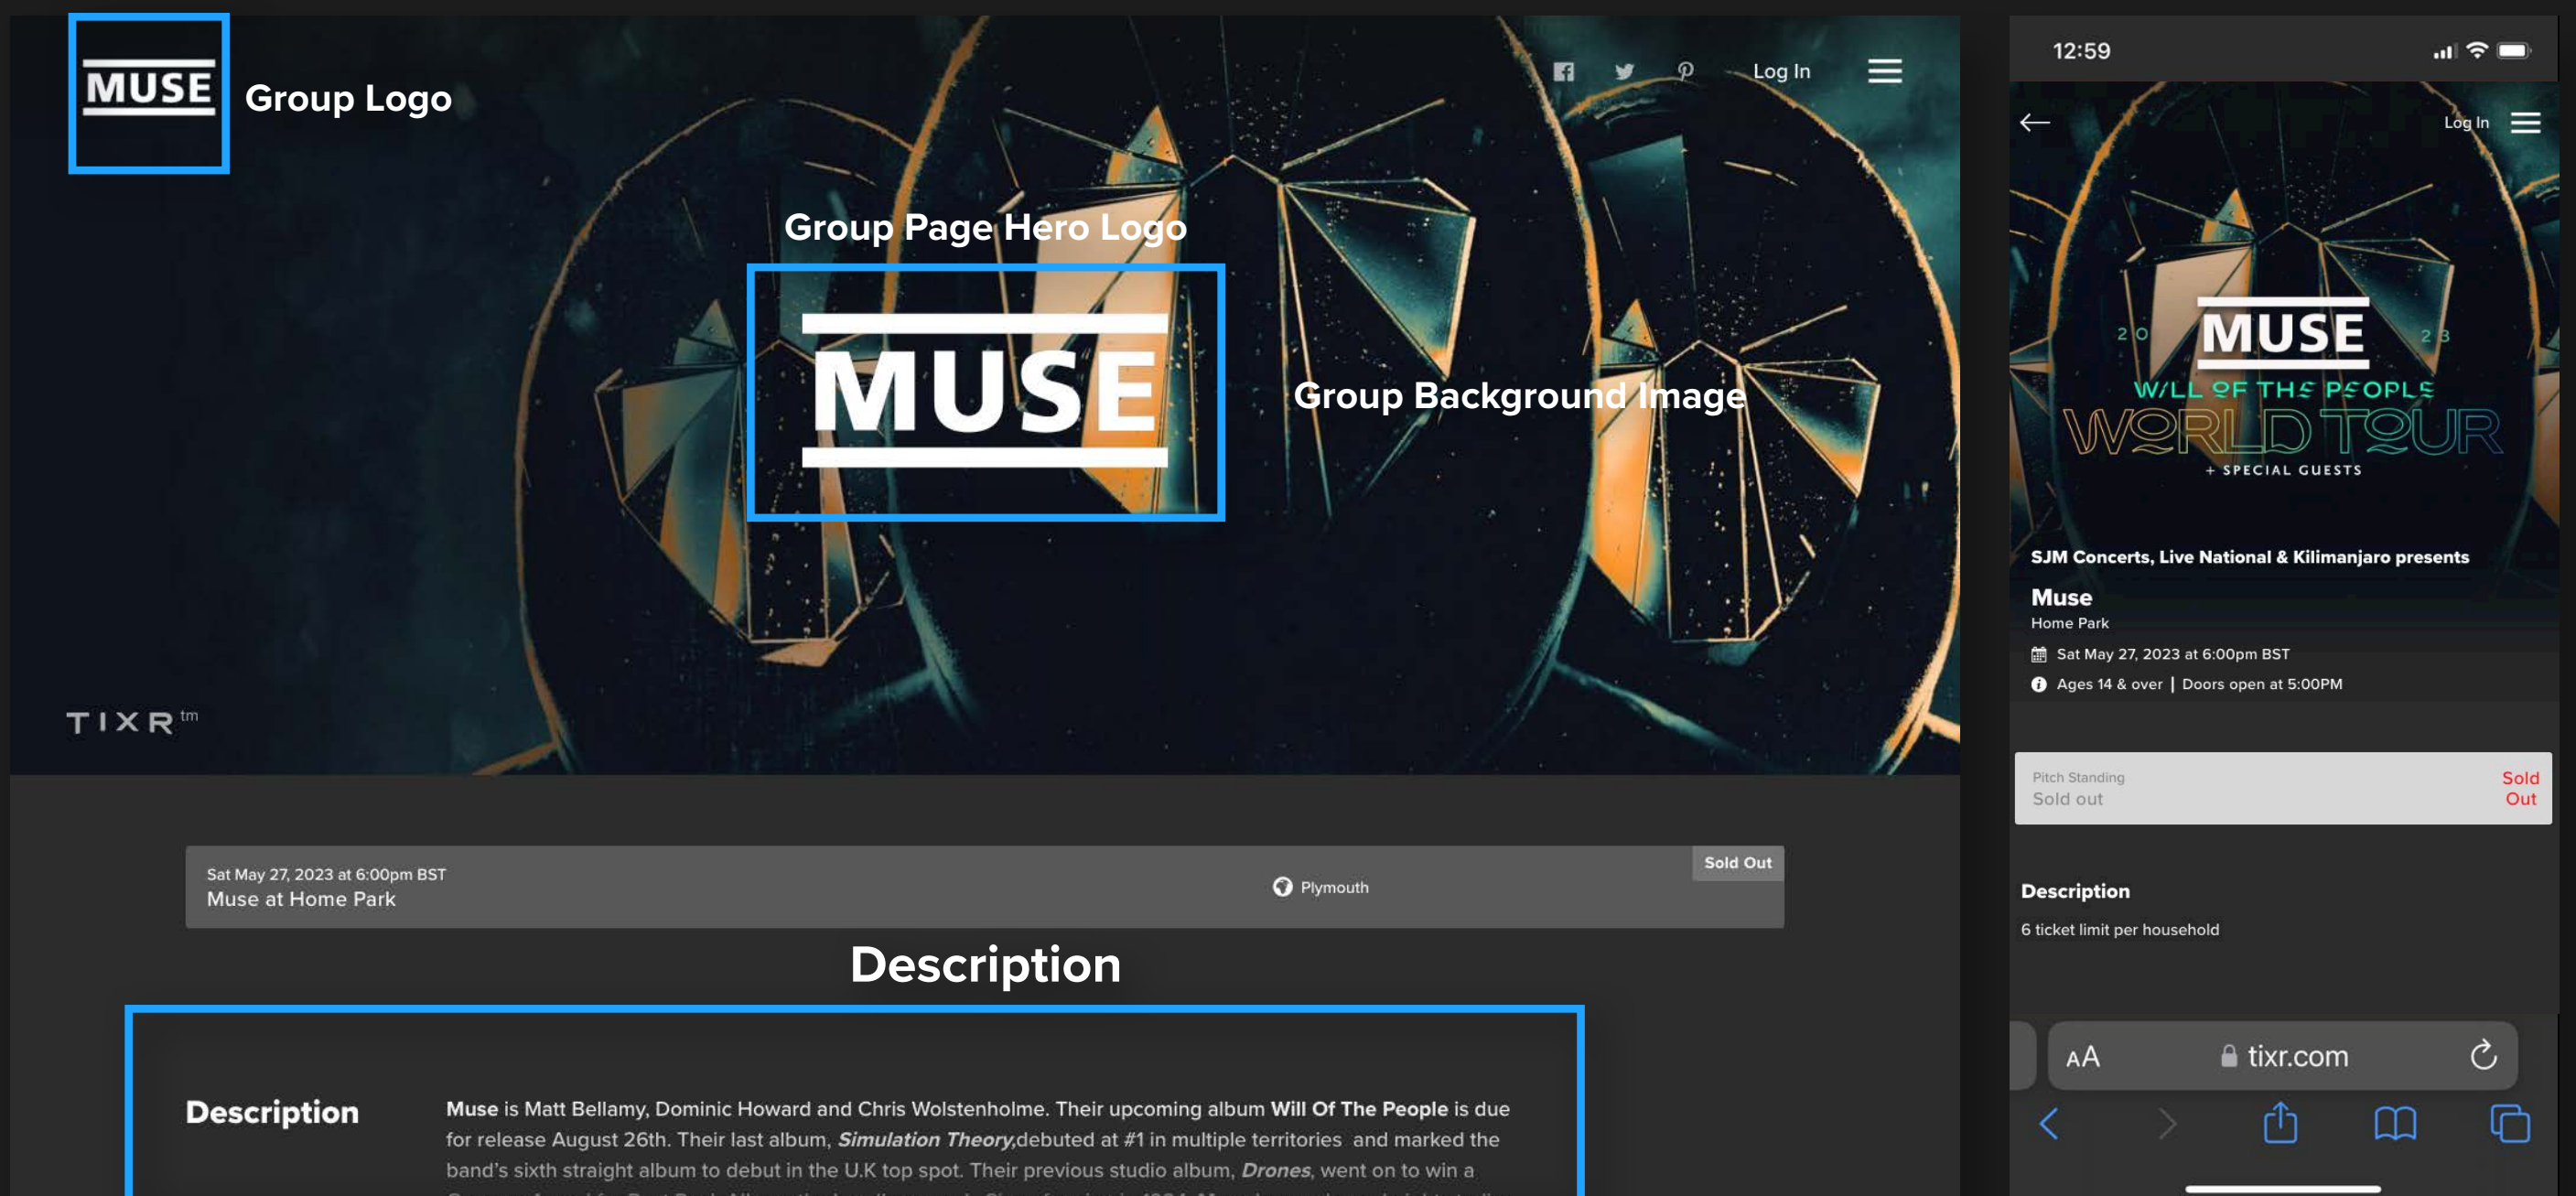 MUSE
Group Logo
Log In
Group Page Hero Logo
MUSE
Group Background Image
TIXR™
Sat May 27, 2023 at 6:00pm BST
Muse at Home Park
Plymouth
Sold Out
Description
Description
Muse is Matt Bellamy, Dominic Howard and Chris Wolstenholme. Their upcoming album Will Of The People is due
for release August 26th. Their last album, Simulation Theory,debuted at #1 in multiple territories and marked the
band's sixth straight album to debut in the U.K top spot. Their previous studio album, Drones, went on to win a
12:59
Log In
20 MUSE 23
WILL OF THE PEOPLE
WORLD TOUR
+ SPECIAL GUESTS
SJM Concerts, Live National & Kilimanjaro presents
Muse
Home Park
Sat May 27, 2023 at 6:00pm BST
Ages 14 & over | Doors open at 5:00PM
Pitch Standing
Sold out
Sold
Out
Description
6 ticket limit per household
AA tixr.com